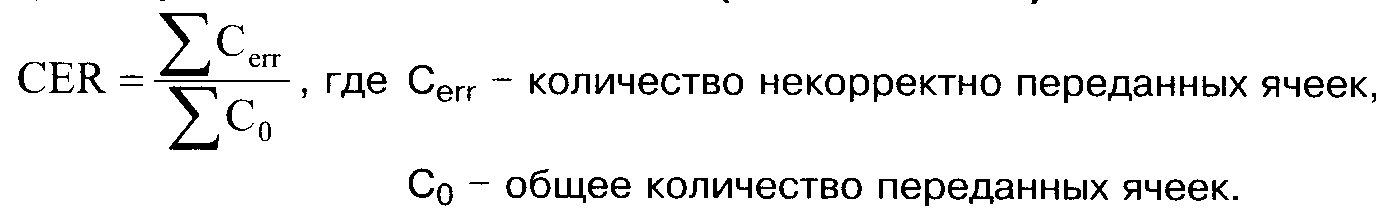 CER = ∑C_err / ∑C_0, где C_err – количество некорректно переданных ячеек,
C_0 – общее количество переданных ячеек.